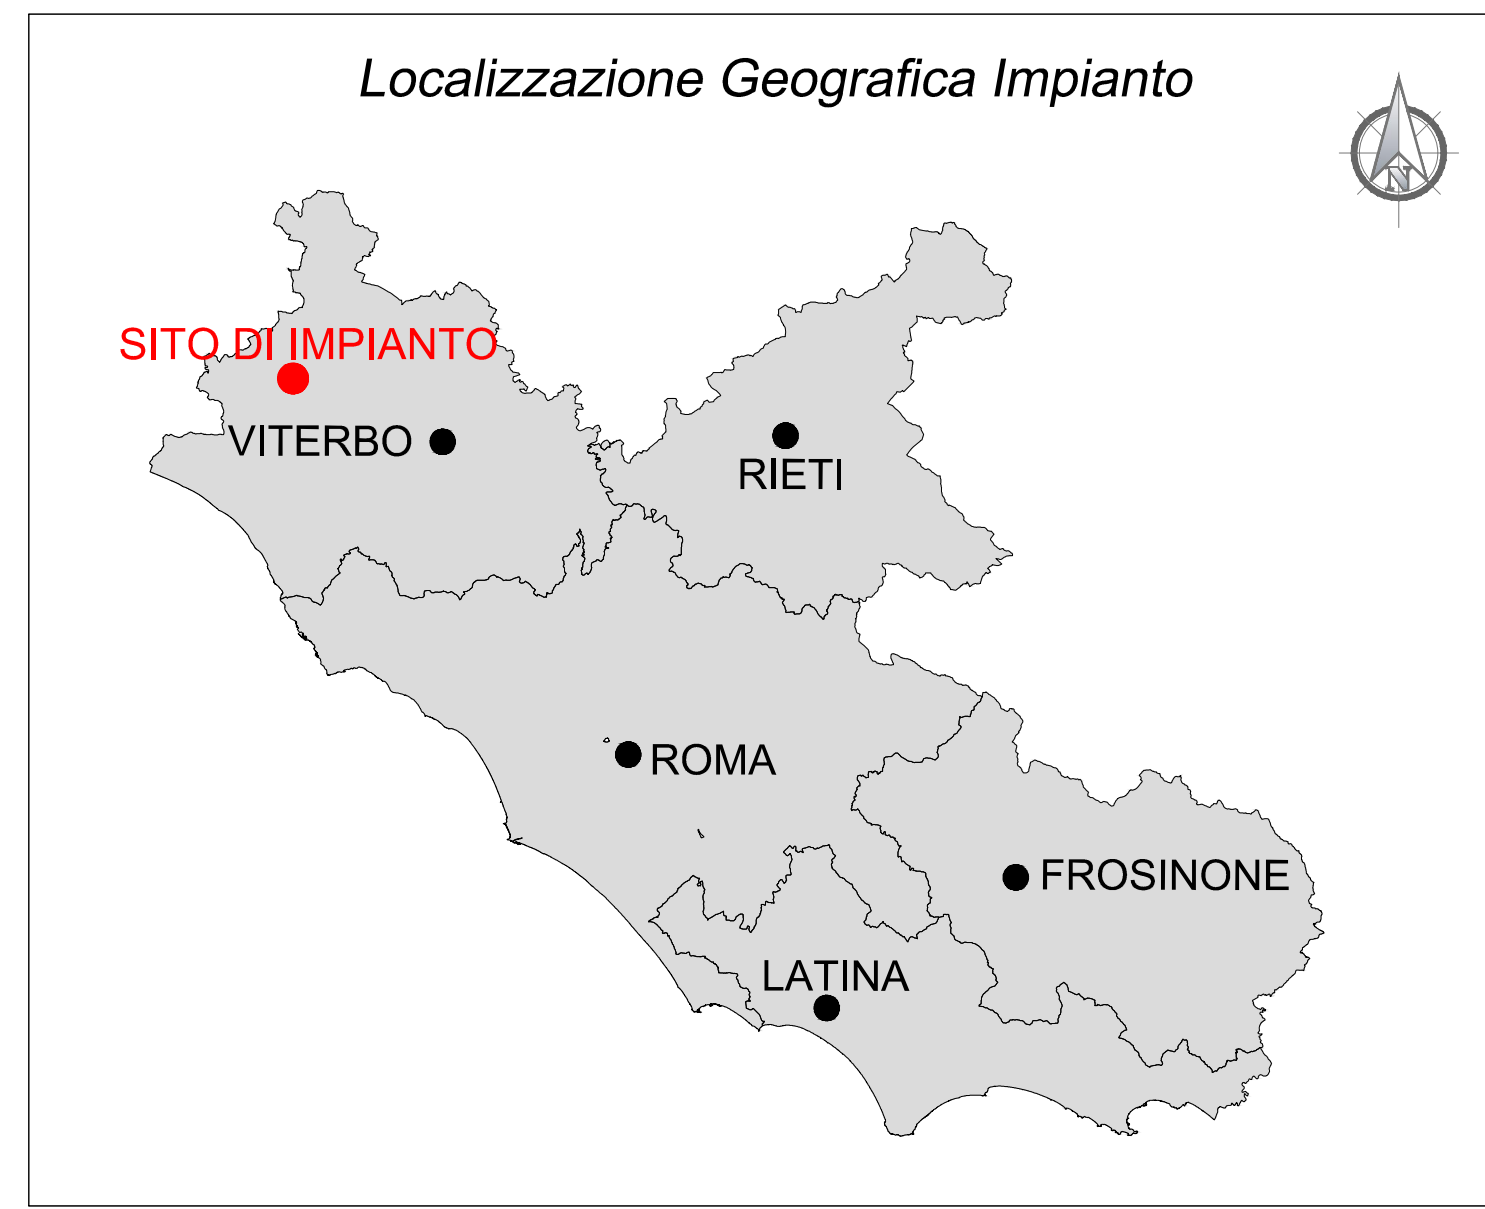 Localizzazione Geografica Impianto
N
SITO DI IMPIANTO
VITERBO
RIETI
ROMA
FROSINONE
LATINA